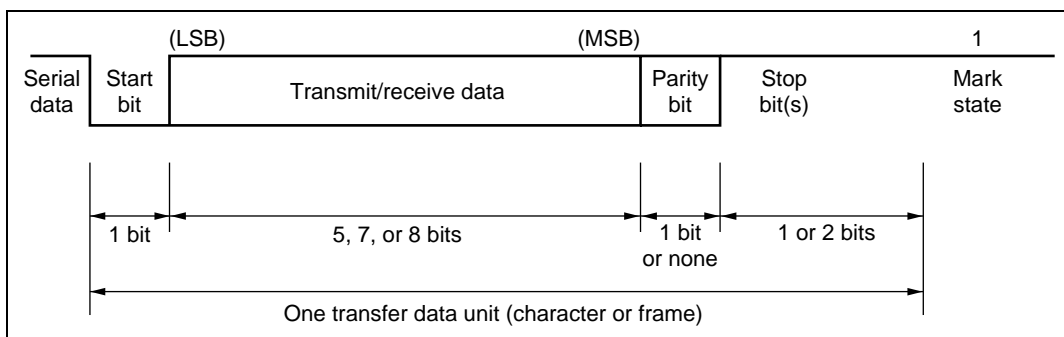 (LSB) (MSB) 1
Serial data
Start bit
Transmit/receive data
Parity bit
Stop bit(s)
Mark state
1 bit
5, 7, or 8 bits
1 bit or none
1 or 2 bits
One transfer data unit (character or frame)